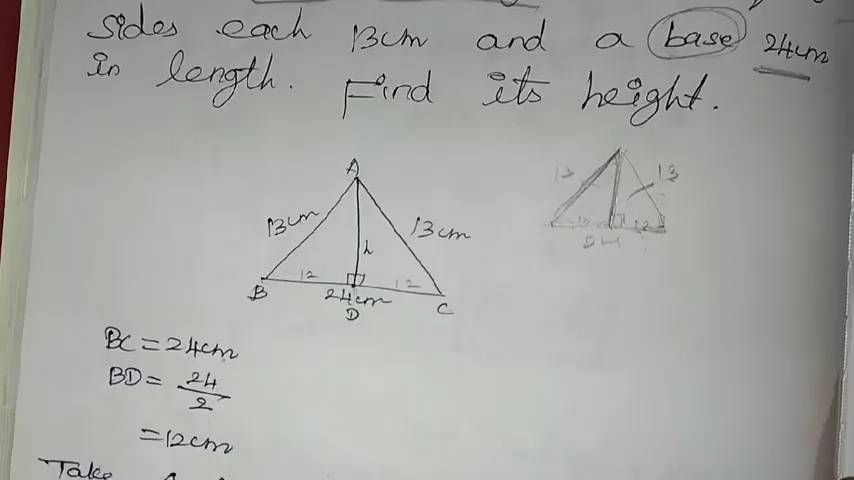 sides each 13cm and a base 24cm
in length. Find its height.
A
13cm 13cm
h
12 12
B 24cm C
D
13
12
BC = 24cm
BD = 24
2
= 12cm
Take